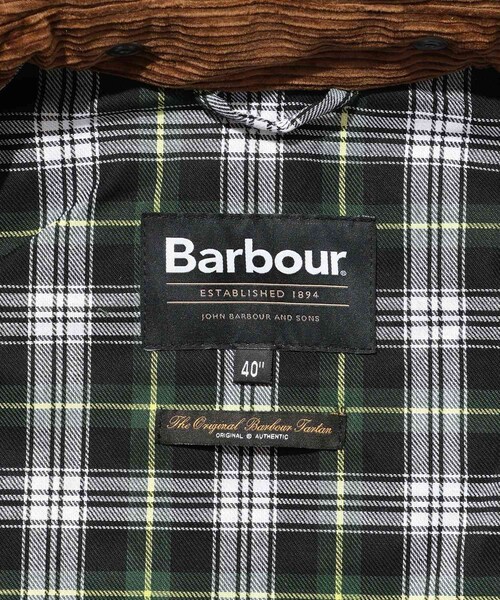 Barbour®
ESTABLISHED 1894
JOHN BARBOUR AND SONS
40"
The Original Barbour Tartan
ORIGINAL & AUTHENTIC